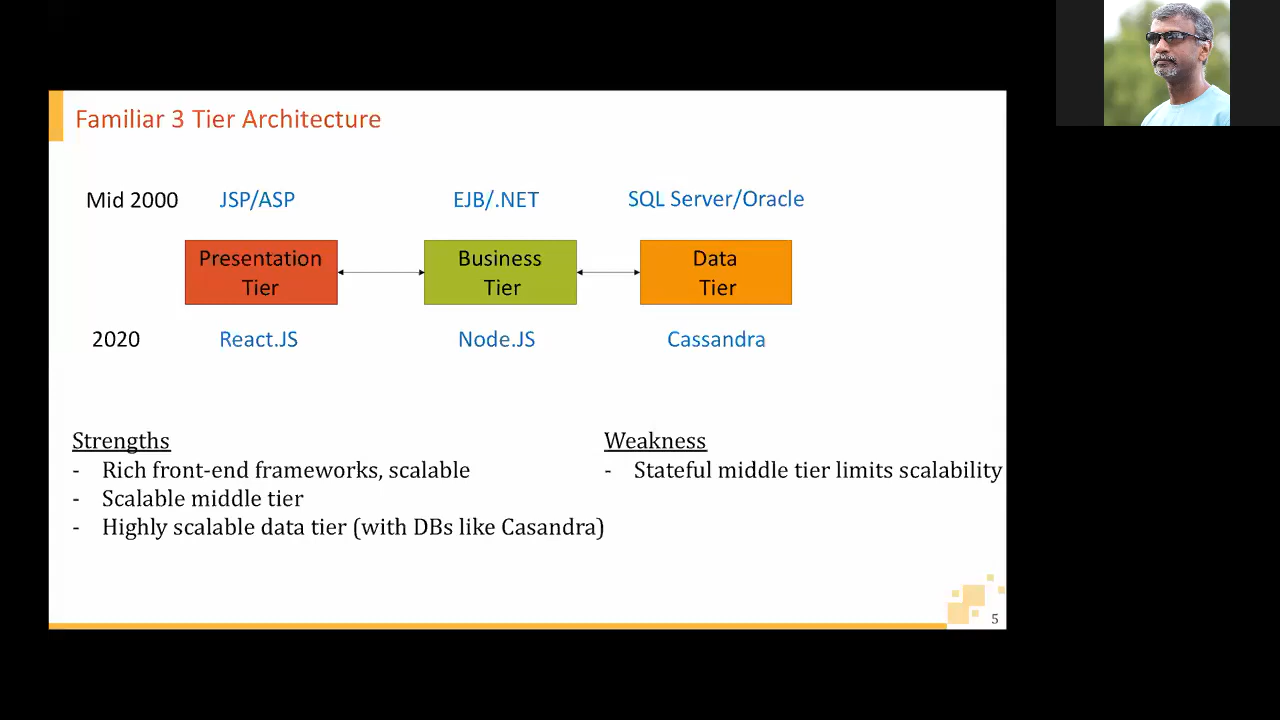 Familiar 3 Tier Architecture
Mid 2000 JSP/ASP EJB/.NET SQL Server/Oracle
Presentation Tier
Business Tier
Data Tier
2020 React.JS Node.JS Cassandra
Strengths
- Rich front-end frameworks, scalable
- Scalable middle tier
- Highly scalable data tier (with DBs like Casandra)
Weakness
- Stateful middle tier limits scalability
5